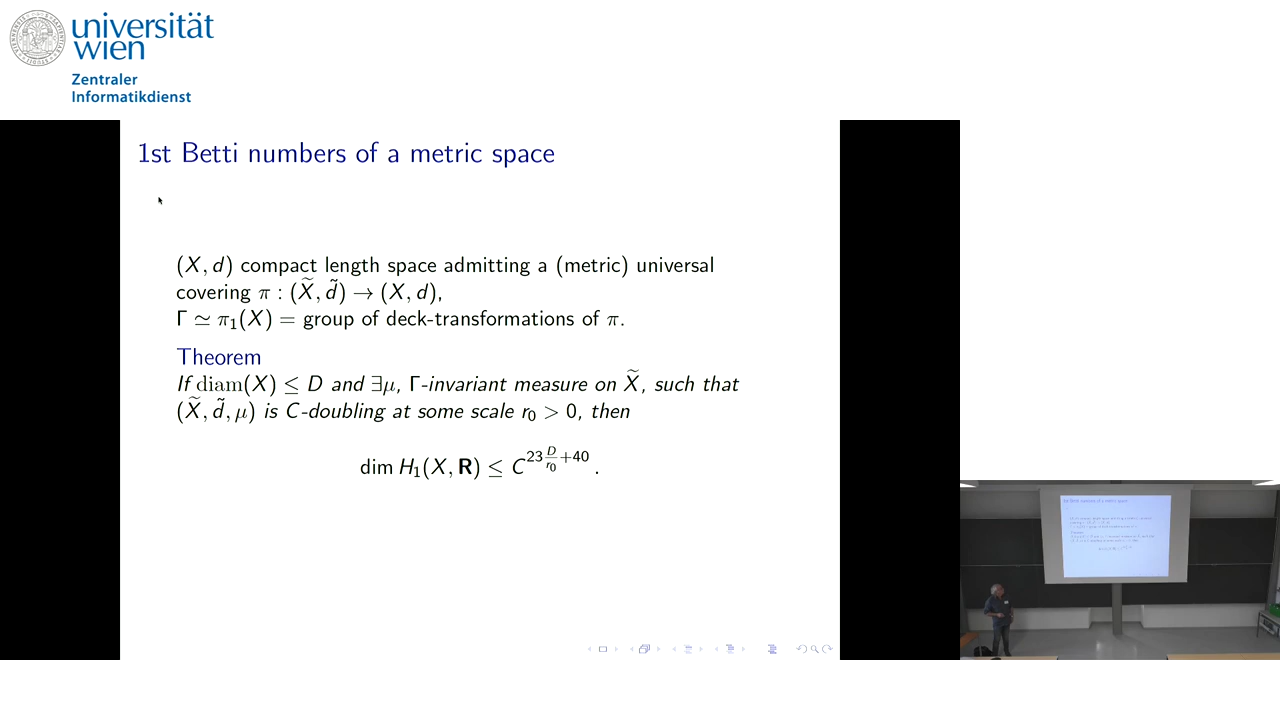 universität
wien
Zentraler
Informatikdienst
1st Betti numbers of a metric space
(X, d) compact length space admitting a (metric) universal
covering π : (X̃, d̃) → (X, d),
Γ ≃ π₁(X) = group of deck-transformations of π.
Theorem
If diam(X) ≤ D and ∃μ, Γ-invariant measure on X̃, such that
(X̃, d̃, μ) is C-doubling at some scale r₀ > 0, then
dim H₁(X, R) ≤ C^{23 D/r₀ + 40} .